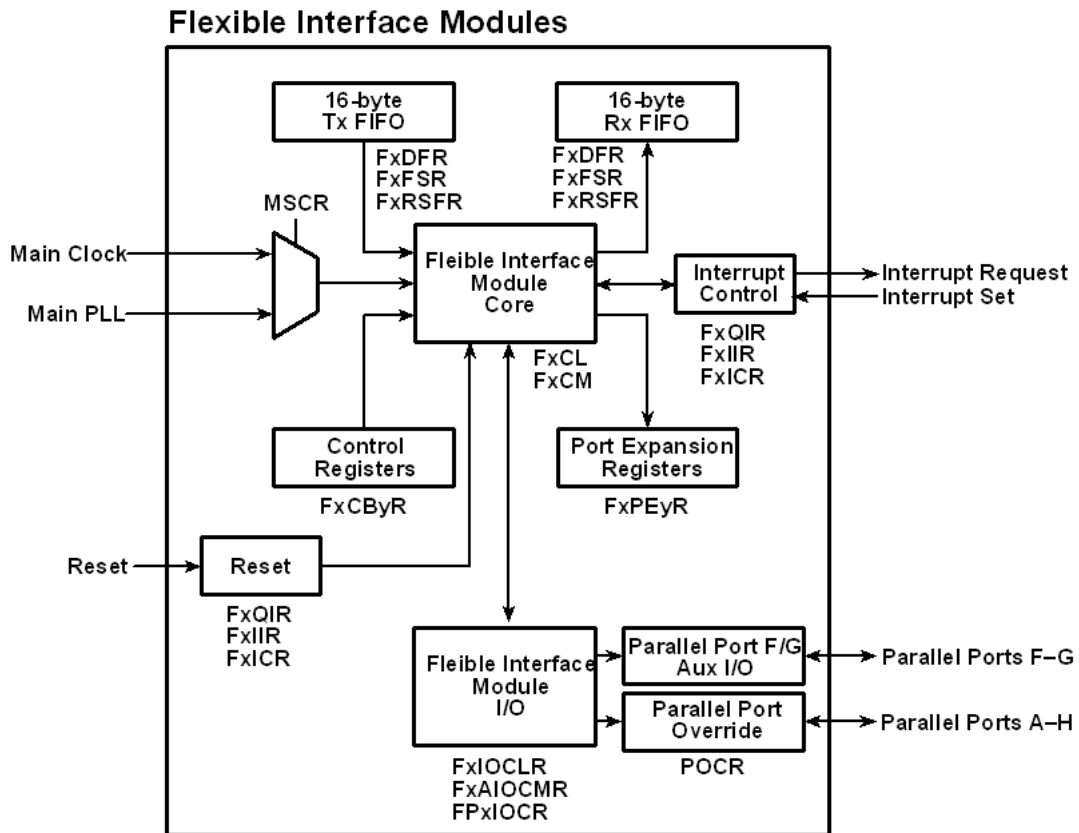 Flexible Interface Modules
16-byte
Tx FIFO
16-byte
Rx FIFO
FxDFR
FxFSR
FxRSFR
FxDFR
FxFSR
FxRSFR
MSCR
Main Clock
Main PLL
Fleible Interface
Module
Core
Interrupt
Control
Interrupt Request
Interrupt Set
FxQIR
FxIIR
FxICR
FxCL
FxCM
Control
Registers
FxCByR
Port Expansion
Registers
FxPEyR
Reset
Reset
FxQIR
FxIIR
FxICR
Fleible Interface
Module
I/O
FxIOCLR
FxAIOCMR
FPxIOCR
Parallel Port F/G
Aux I/O
Parallel Ports F–G
Parallel Port
Override
POCR
Parallel Ports A–H